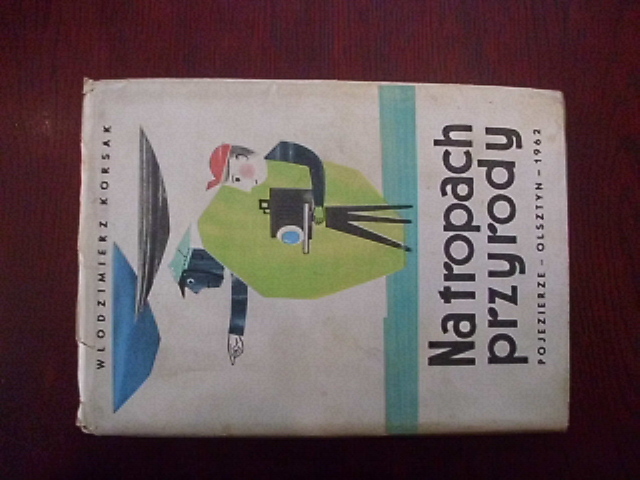 WŁODZIMIERZ KORSAK
Na tropach
przyrody
POJEZIERZE – OLSZTYN – 1962